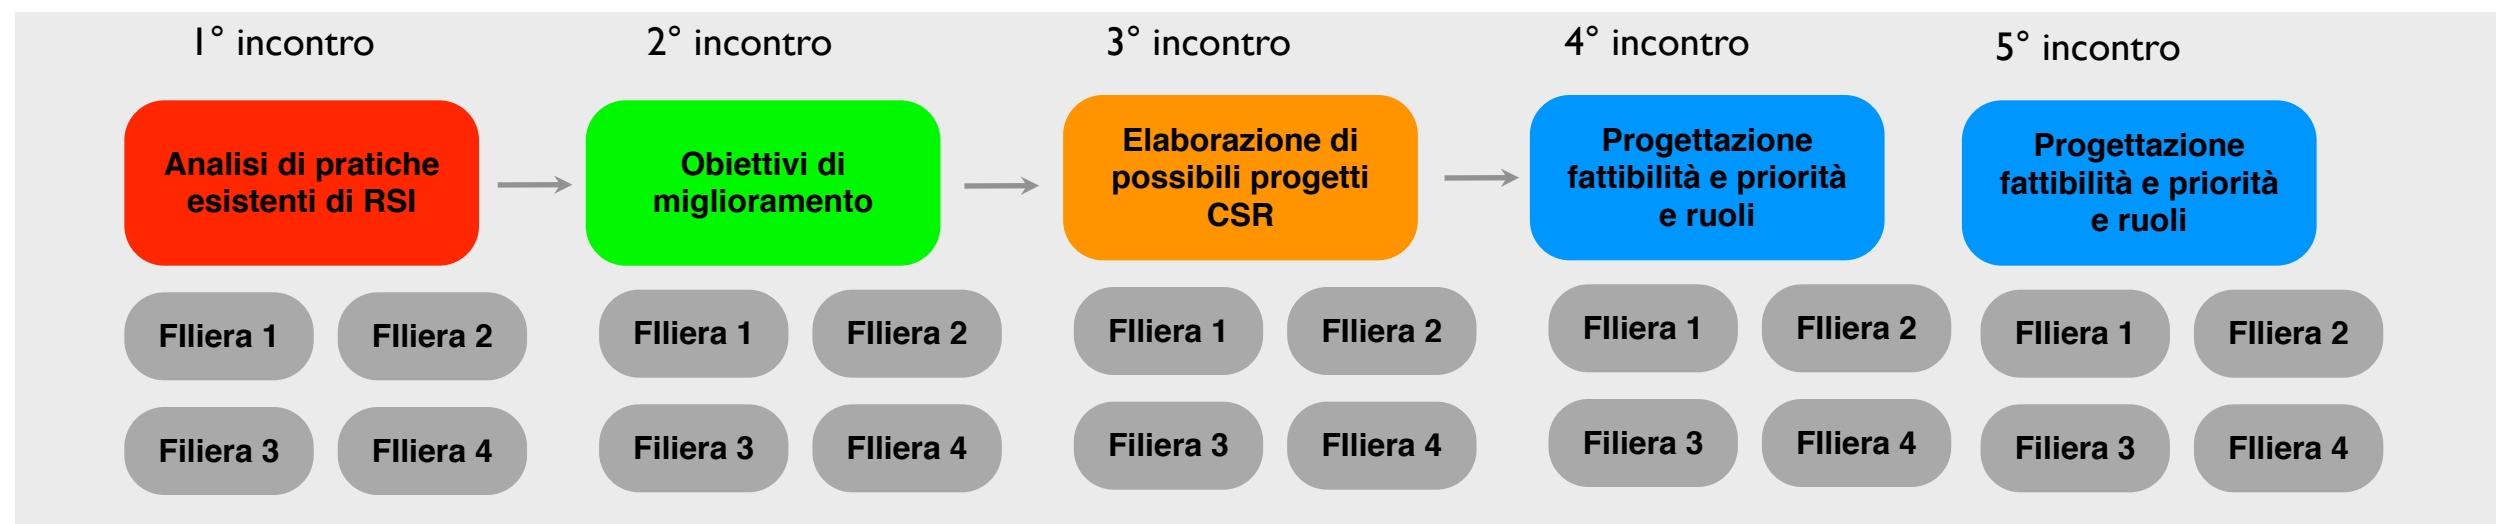 1° incontro
2° incontro
3° incontro
4° incontro
5° incontro
Analisi di pratiche
esistenti di RSI
Obiettivi di
miglioramento
Elaborazione di
possibili progetti
CSR
Progettazione
fattibilità e priorità
e ruoli
Progettazione
fattibilità e priorità
e ruoli
FIliera 1
FIliera 2
FIliera 1
FIliera 2
FIliera 1
FIliera 2
FIliera 1
FIliera 2
FIliera 1
FIliera 2
Filiera 3
FIliera 4
Filiera 3
FIliera 4
Filiera 3
FIliera 4
Filiera 3
FIliera 4
Filiera 3
FIliera 4